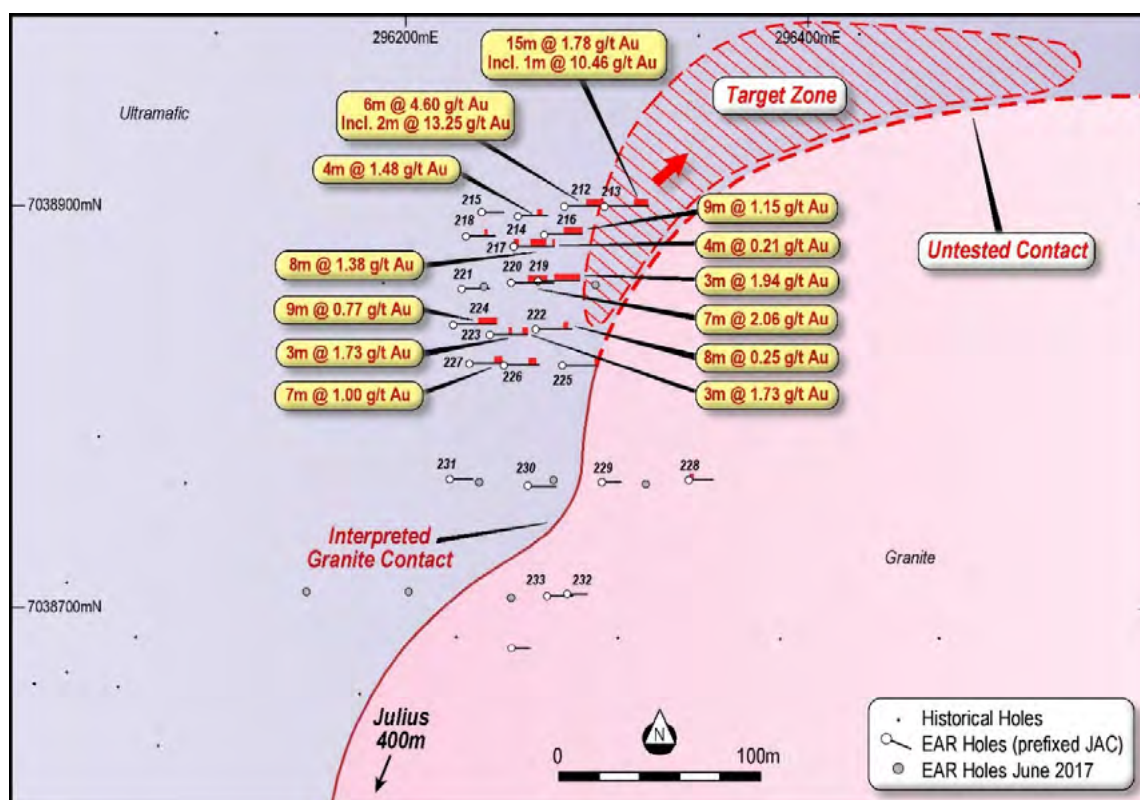 296200mE
296400mE
15m @ 1.78 g/t Au
Incl. 1m @ 10.46 g/t Au
Target Zone
Ultramafic
6m @ 4.60 g/t Au
Incl. 2m @ 13.25 g/t Au
4m @ 1.48 g/t Au
7038900mN
212
213
215
214
216
218
217
9m @ 1.15 g/t Au
4m @ 0.21 g/t Au
Untested Contact
8m @ 1.38 g/t Au
221
220
219
3m @ 1.94 g/t Au
9m @ 0.77 g/t Au
224
222
7m @ 2.06 g/t Au
223
3m @ 1.73 g/t Au
8m @ 0.25 g/t Au
227
226
225
7m @ 1.00 g/t Au
3m @ 1.73 g/t Au
231
230
229
228
Interpreted
Granite Contact
Granite
233
232
7038700mN
Julius
400m
N
0
100m
Historical Holes
EAR Holes (prefixed JAC)
EAR Holes June 2017